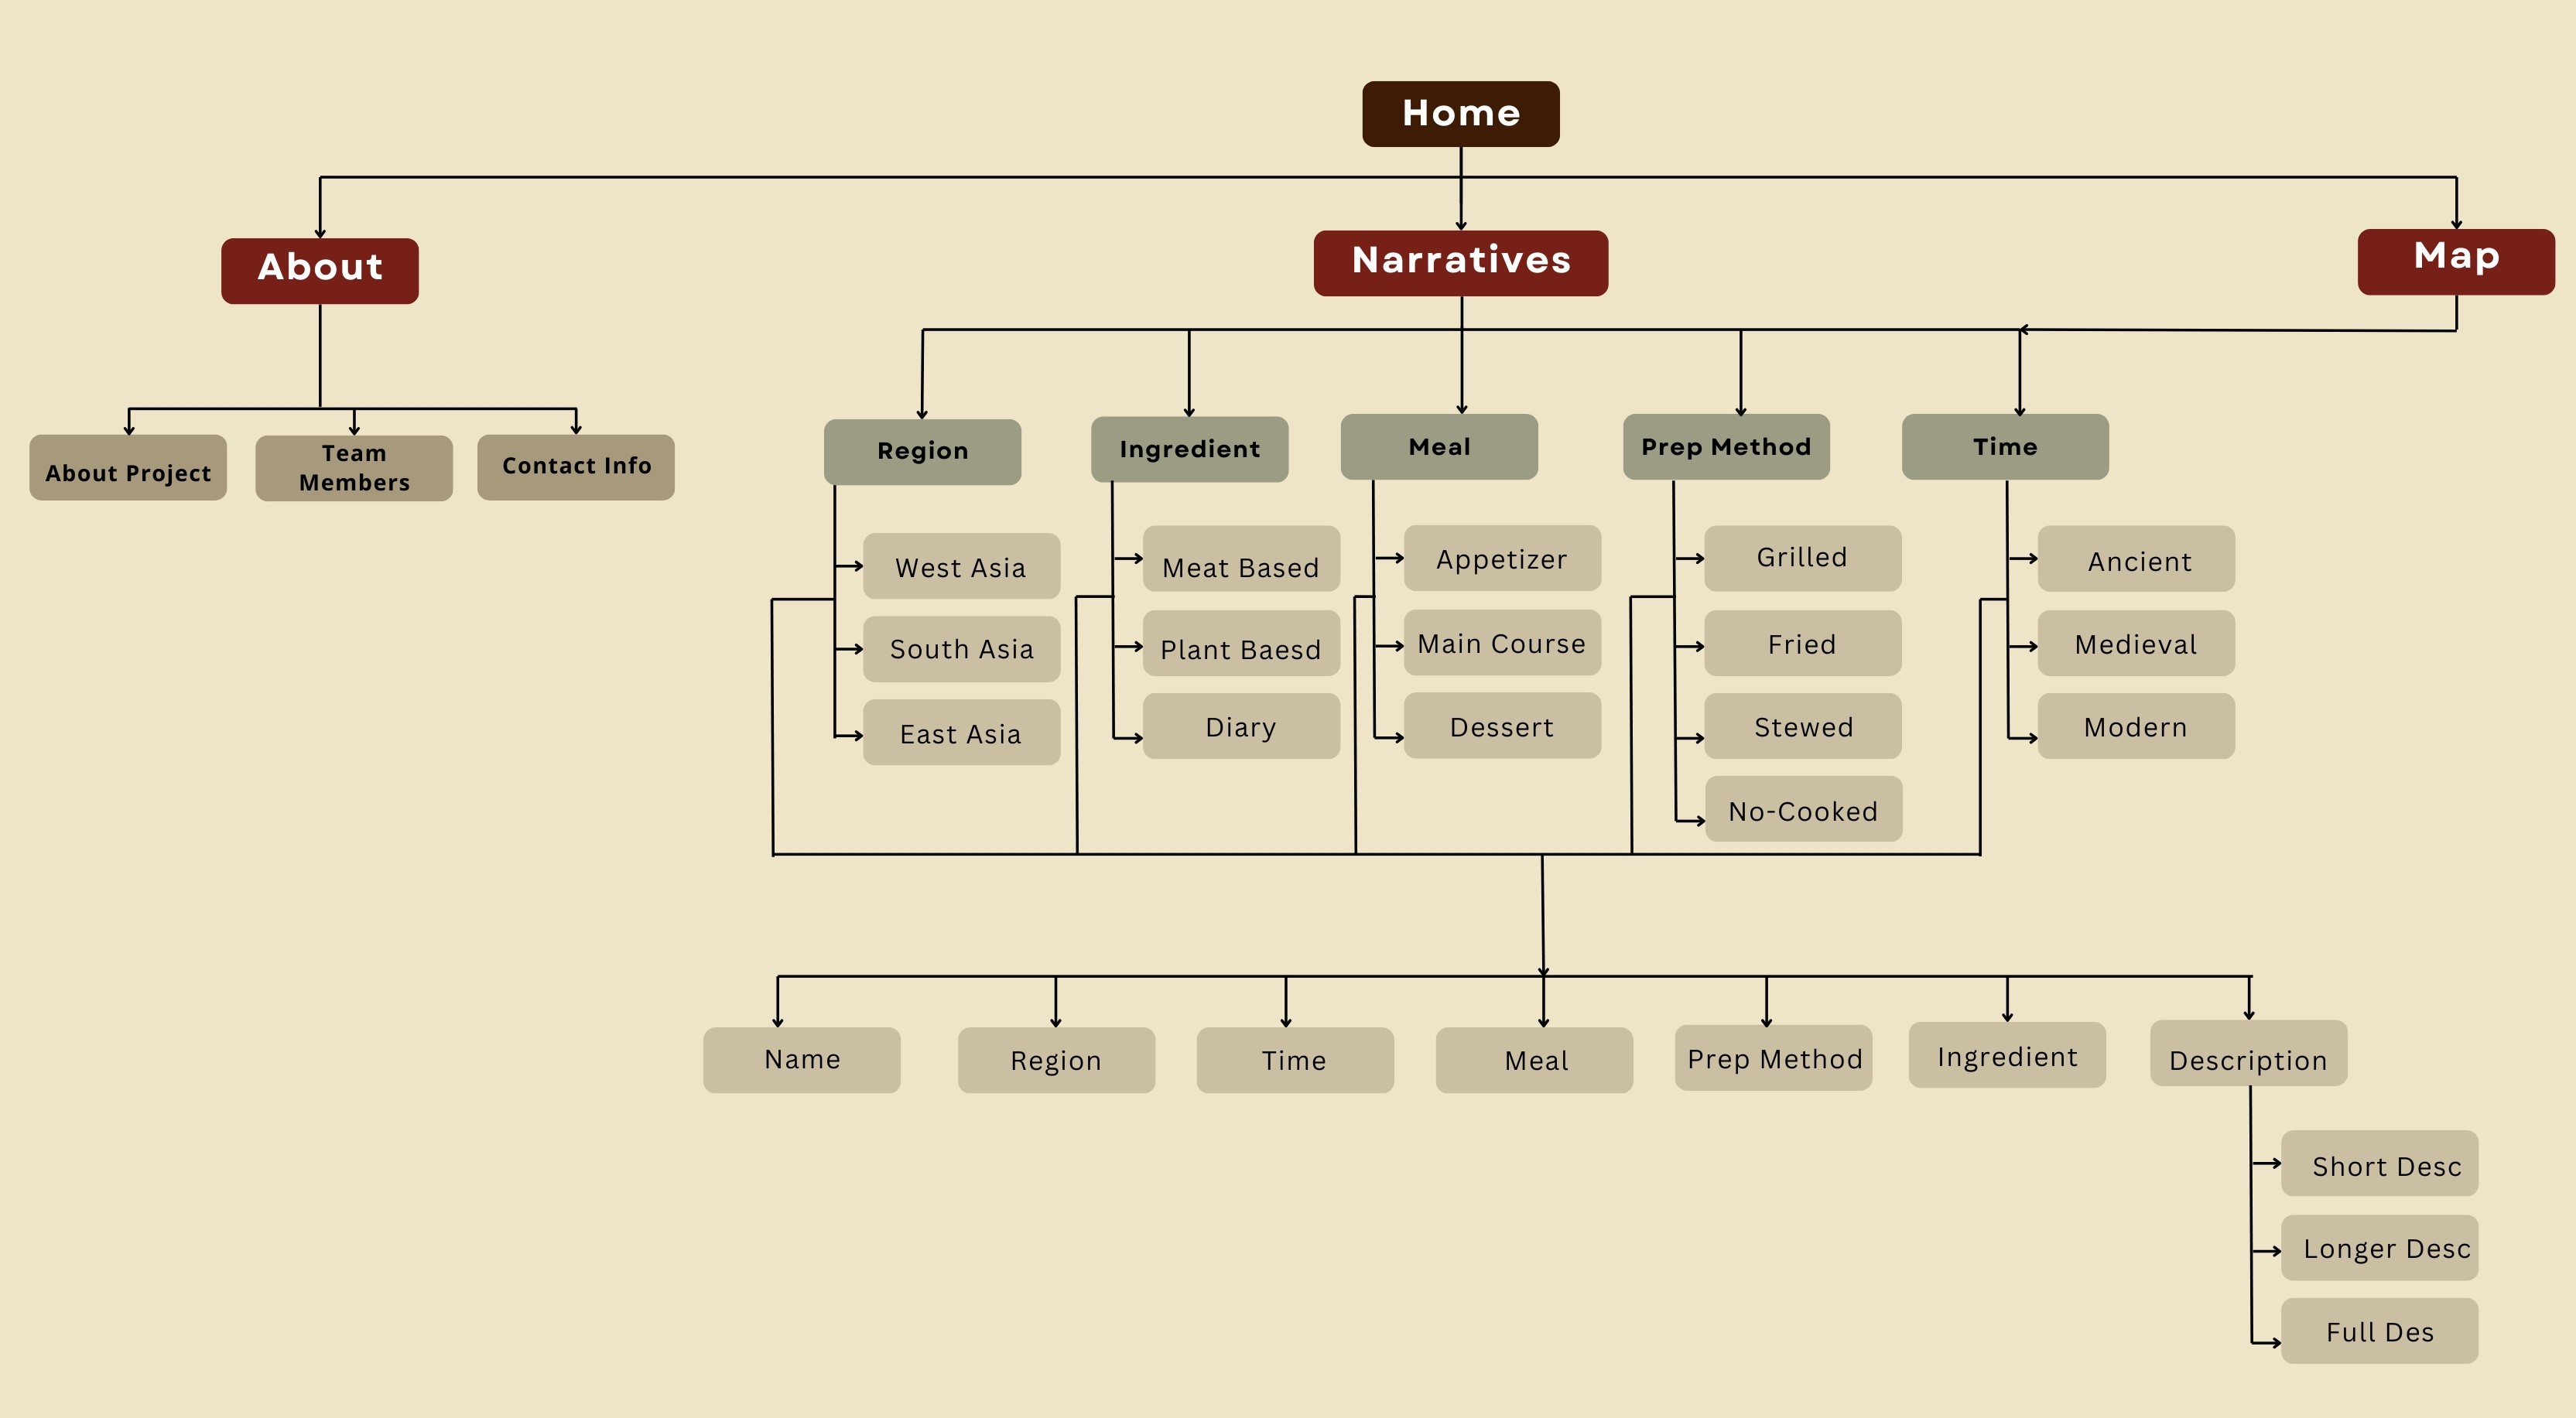 Home
About
Narratives
Map
About Project
Team
Members
Contact Info
Region
Ingredient
Meal
Prep Method
Time
West Asia
South Asia
East Asia
Meat Based
Plant Baesd
Diary
Appetizer
Main Course
Dessert
Grilled
Fried
Stewed
No-Cooked
Ancient
Medieval
Modern
Name
Region
Time
Meal
Prep Method
Ingredient
Description
Short Desc
Longer Desc
Full Des